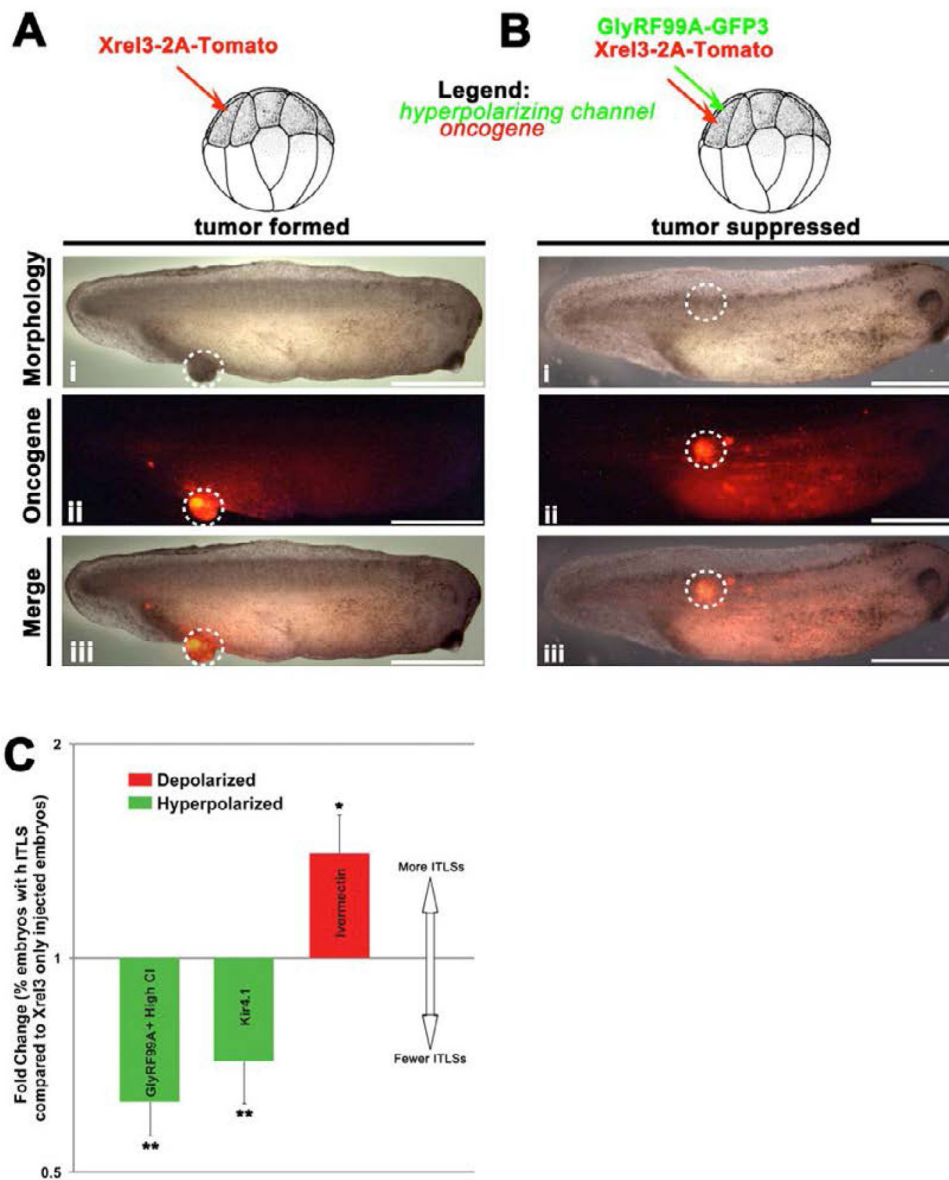 A
Xrel3-2A-Tomato
B
GlyRF99A-GFP3
Xrel3-2A-Tomato
Legend:
hyperpolarizing channel
oncogene
tumor formed
tumor suppressed
Morphology
i
i
Oncogene
ii
ii
Merge
iii
iii
C
Fold Change (% embryos wit h ITLS
compared to Xrel3 only injected embryos)
2
1
0.5
Depolarized
Hyperpolarized
GlyRF99A+ High Cl
**
Kir4.1
**
Ivermectin
*
More ITLSs
Fewer ITLSs